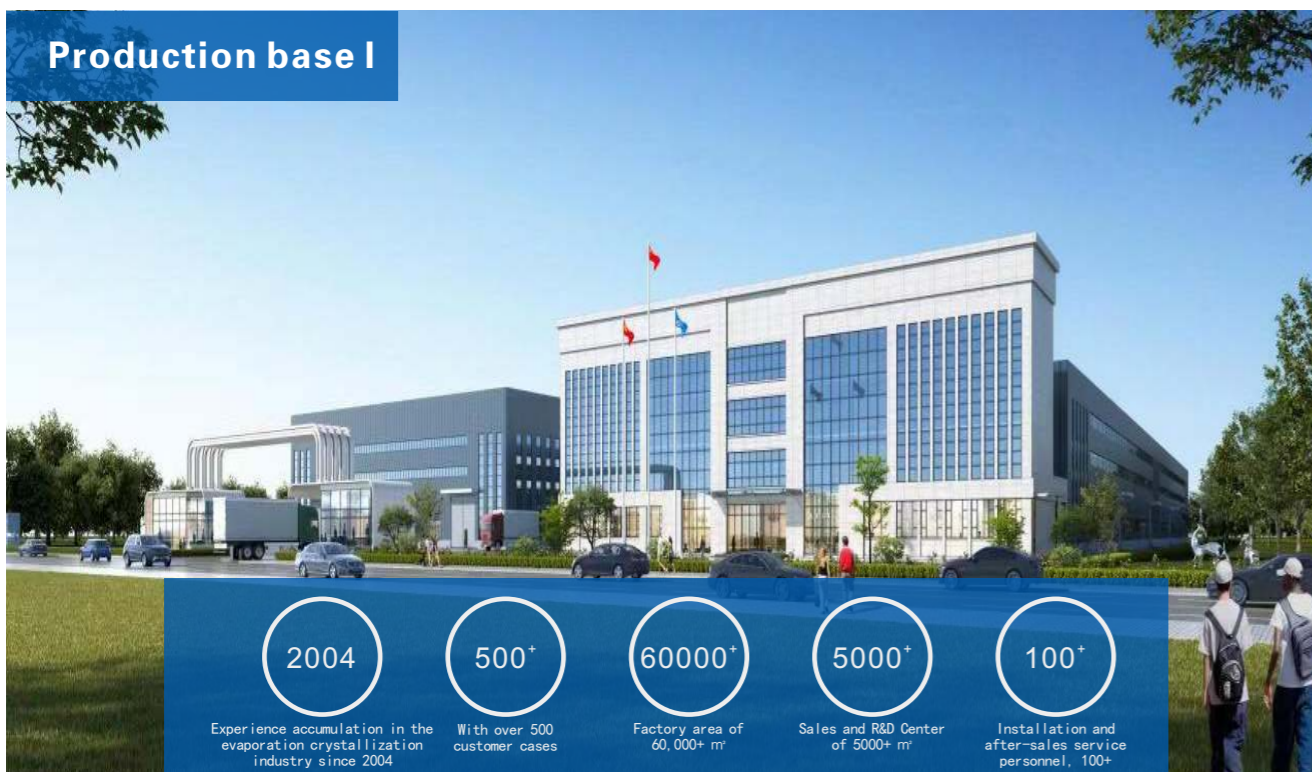 Production base I
2004
500+
60000+
5000+
100+
Experience accumulation in the
evaporation crystallization
industry since 2004
With over 500
customer cases
Factory area of
60,000+ ㎡
Sales and R&D Center
of 5000+ ㎡
Installation and
after-sales service
personnel, 100+